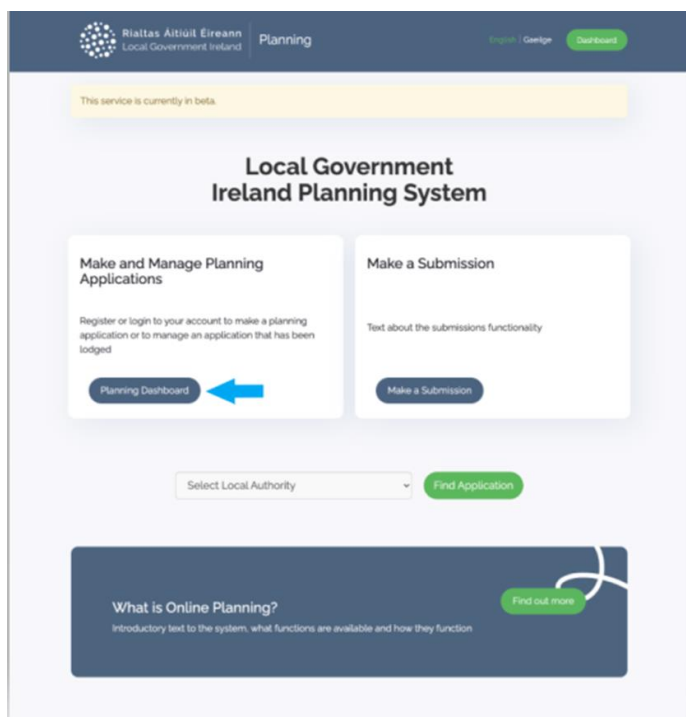 Rialtas Áitiúil Éireann
Local Government Ireland
Planning
English | Gaeilge
Dashboard
This service is currently in beta.
Local Government
Ireland Planning System
Make and Manage Planning
Applications
Register or login to your account to make a planning
application or to manage an application that has been
lodged
Planning Dashboard
Make a Submission
Text about the submissions functionality
Make a Submission
Select Local Authority
Find Application
What is Online Planning?
Introductory text to the system, what functions are available and how they function
Find out more